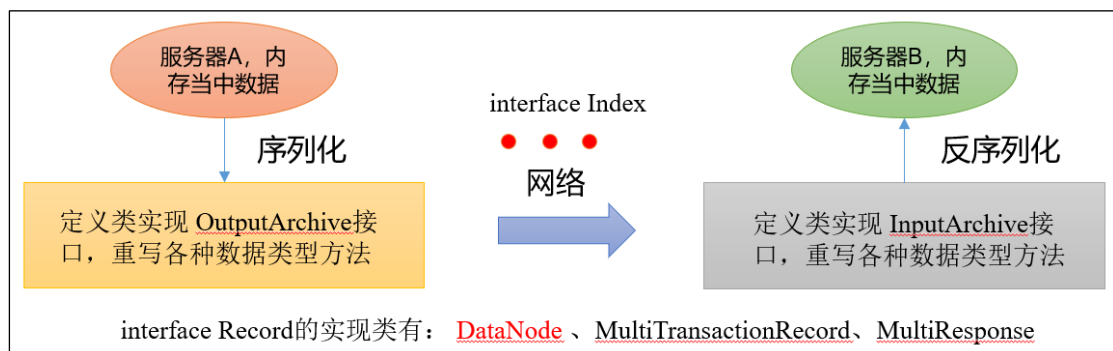 服务器A，内
存当中数据
服务器B，内
存当中数据
interface Index
序列化
网络
反序列化
定义类实现 OutputArchive接
口，重写各种数据类型方法
定义类实现 InputArchive接
口，重写各种数据类型方法
interface Record的实现类有： DataNode 、MultiTransactionRecord、MultiResponse